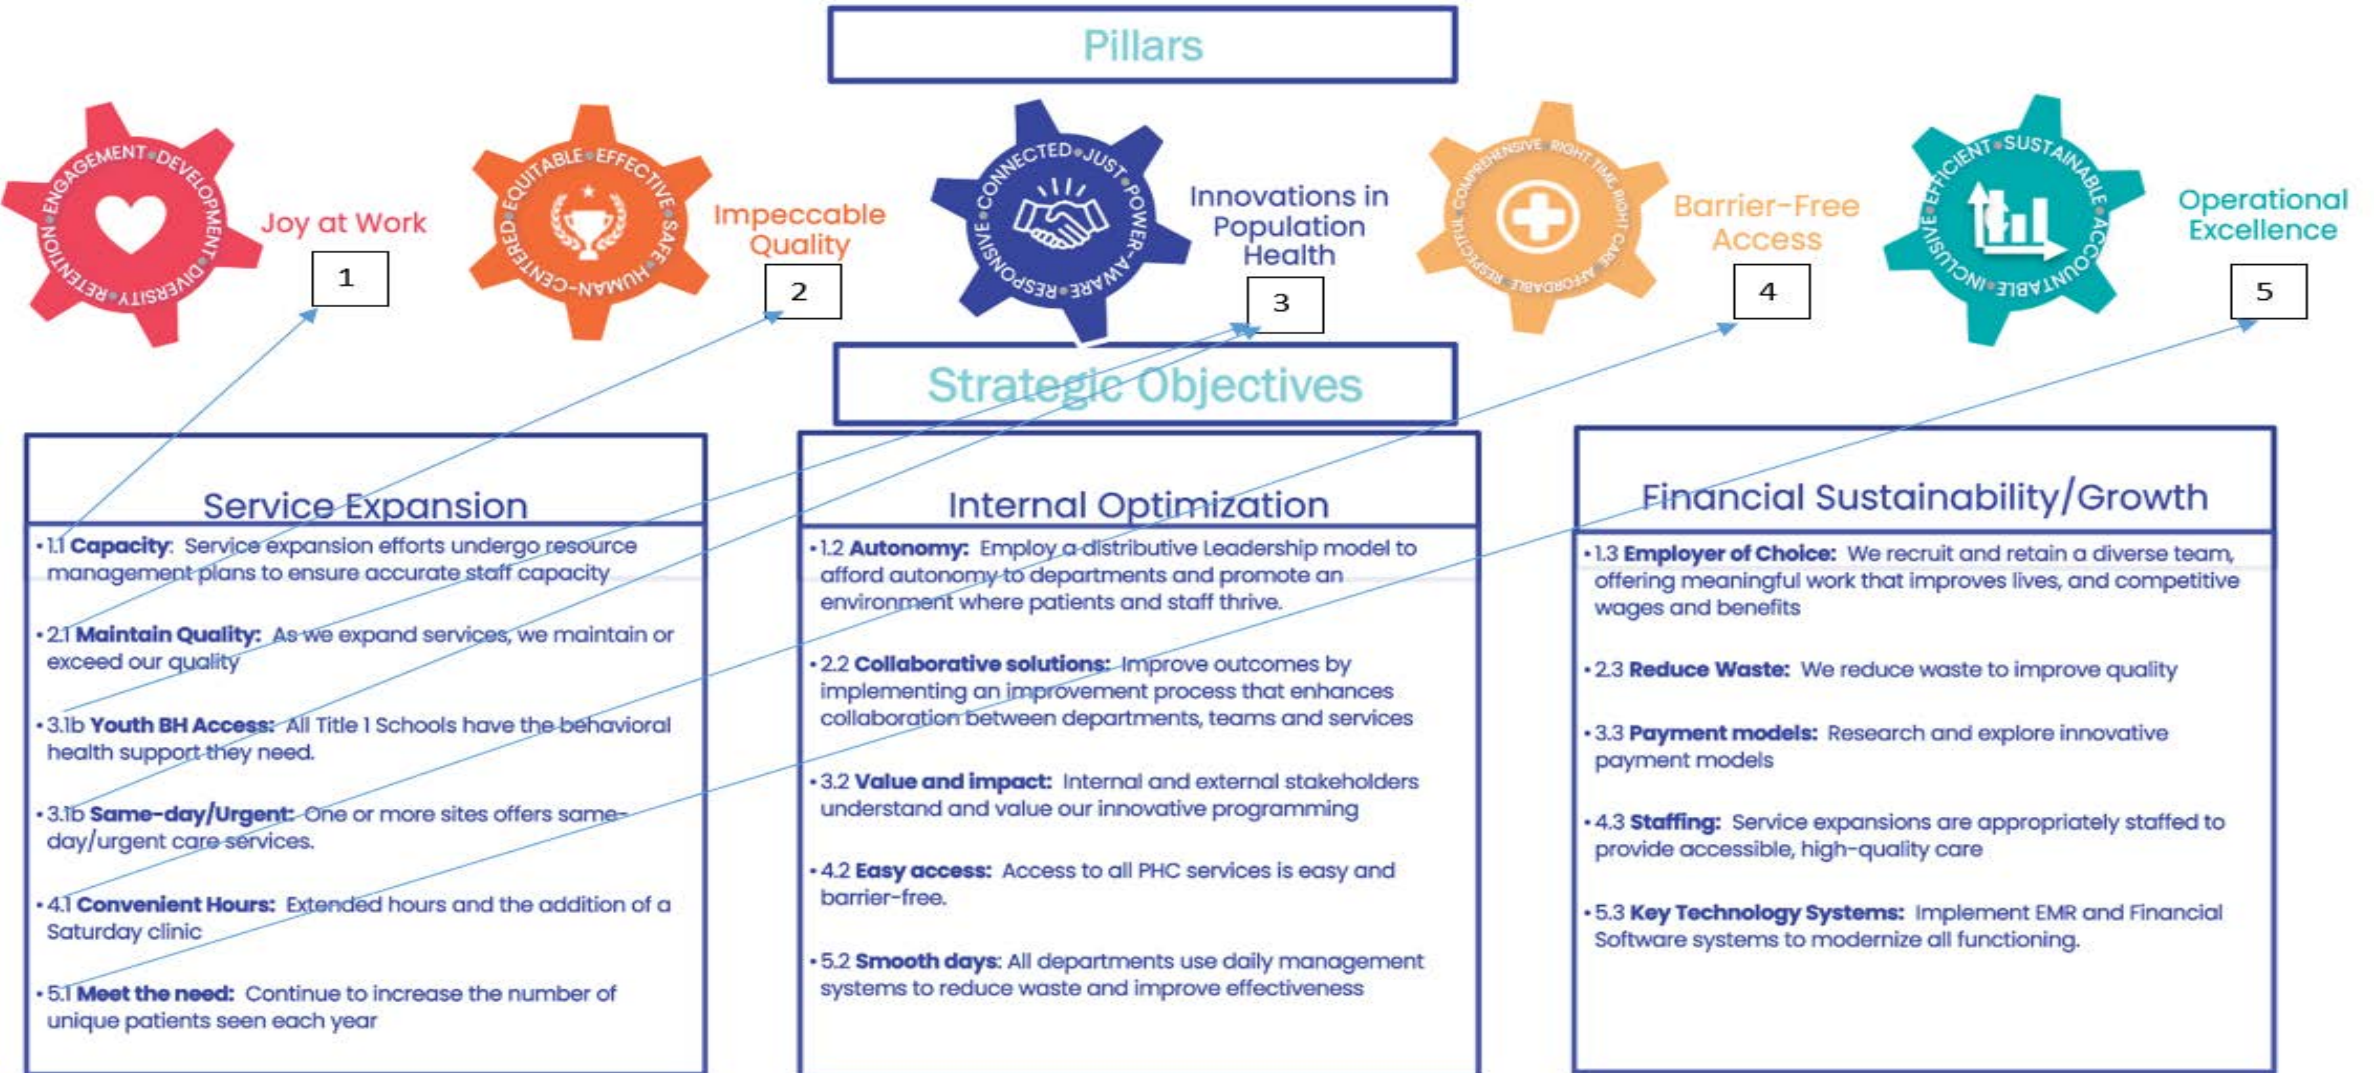 Pillars
ENGAGEMENT•DEVELOPMENT•DIVERSITY•RETENTION•
Joy at Work
1
EQUITABLE•EFFECTIVE•SAFE•HUMAN-CENTERED•
Impeccable
Quality
2
CONNECTED•JUST•POWER-AWARE•RESPONSIVE•
Innovations in
Population
Health
3
COMPREHENSIVE•RIGHT TIME, RIGHT CARE•AFFORDABLE•RESPECTFUL•
Barrier-Free
Access
4
EFFICIENT•SUSTAINABLE•ACCOUNTABLE•INCLUSIVE•
Operational
Excellence
5
Strategic Objectives
Service Expansion
•1.1 Capacity: Service expansion efforts undergo resource
management plans to ensure accurate staff capacity
•2.1 Maintain Quality: As we expand services, we maintain or
exceed our quality
•3.1b Youth BH Access: All Title 1 Schools have the behavioral
health support they need.
•3.1b Same-day/Urgent: One or more sites offers same-
day/urgent care services.
•4.1 Convenient Hours: Extended hours and the addition of a
Saturday clinic
•5.1 Meet the need: Continue to increase the number of
unique patients seen each year
Internal Optimization
•1.2 Autonomy: Employ a distributive Leadership model to
afford autonomy to departments and promote an
environment where patients and staff thrive.
•2.2 Collaborative solutions: Improve outcomes by
implementing an improvement process that enhances
collaboration between departments, teams and services
•3.2 Value and impact: Internal and external stakeholders
understand and value our innovative programming
•4.2 Easy access: Access to all PHC services is easy and
barrier-free.
•5.2 Smooth days: All departments use daily management
systems to reduce waste and improve effectiveness
Financial Sustainability/Growth
•1.3 Employer of Choice: We recruit and retain a diverse team,
offering meaningful work that improves lives, and competitive
wages and benefits
•2.3 Reduce Waste: We reduce waste to improve quality
•3.3 Payment models: Research and explore innovative
payment models
•4.3 Staffing: Service expansions are appropriately staffed to
provide accessible, high-quality care
•5.3 Key Technology Systems: Implement EMR and Financial
Software systems to modernize all functioning.